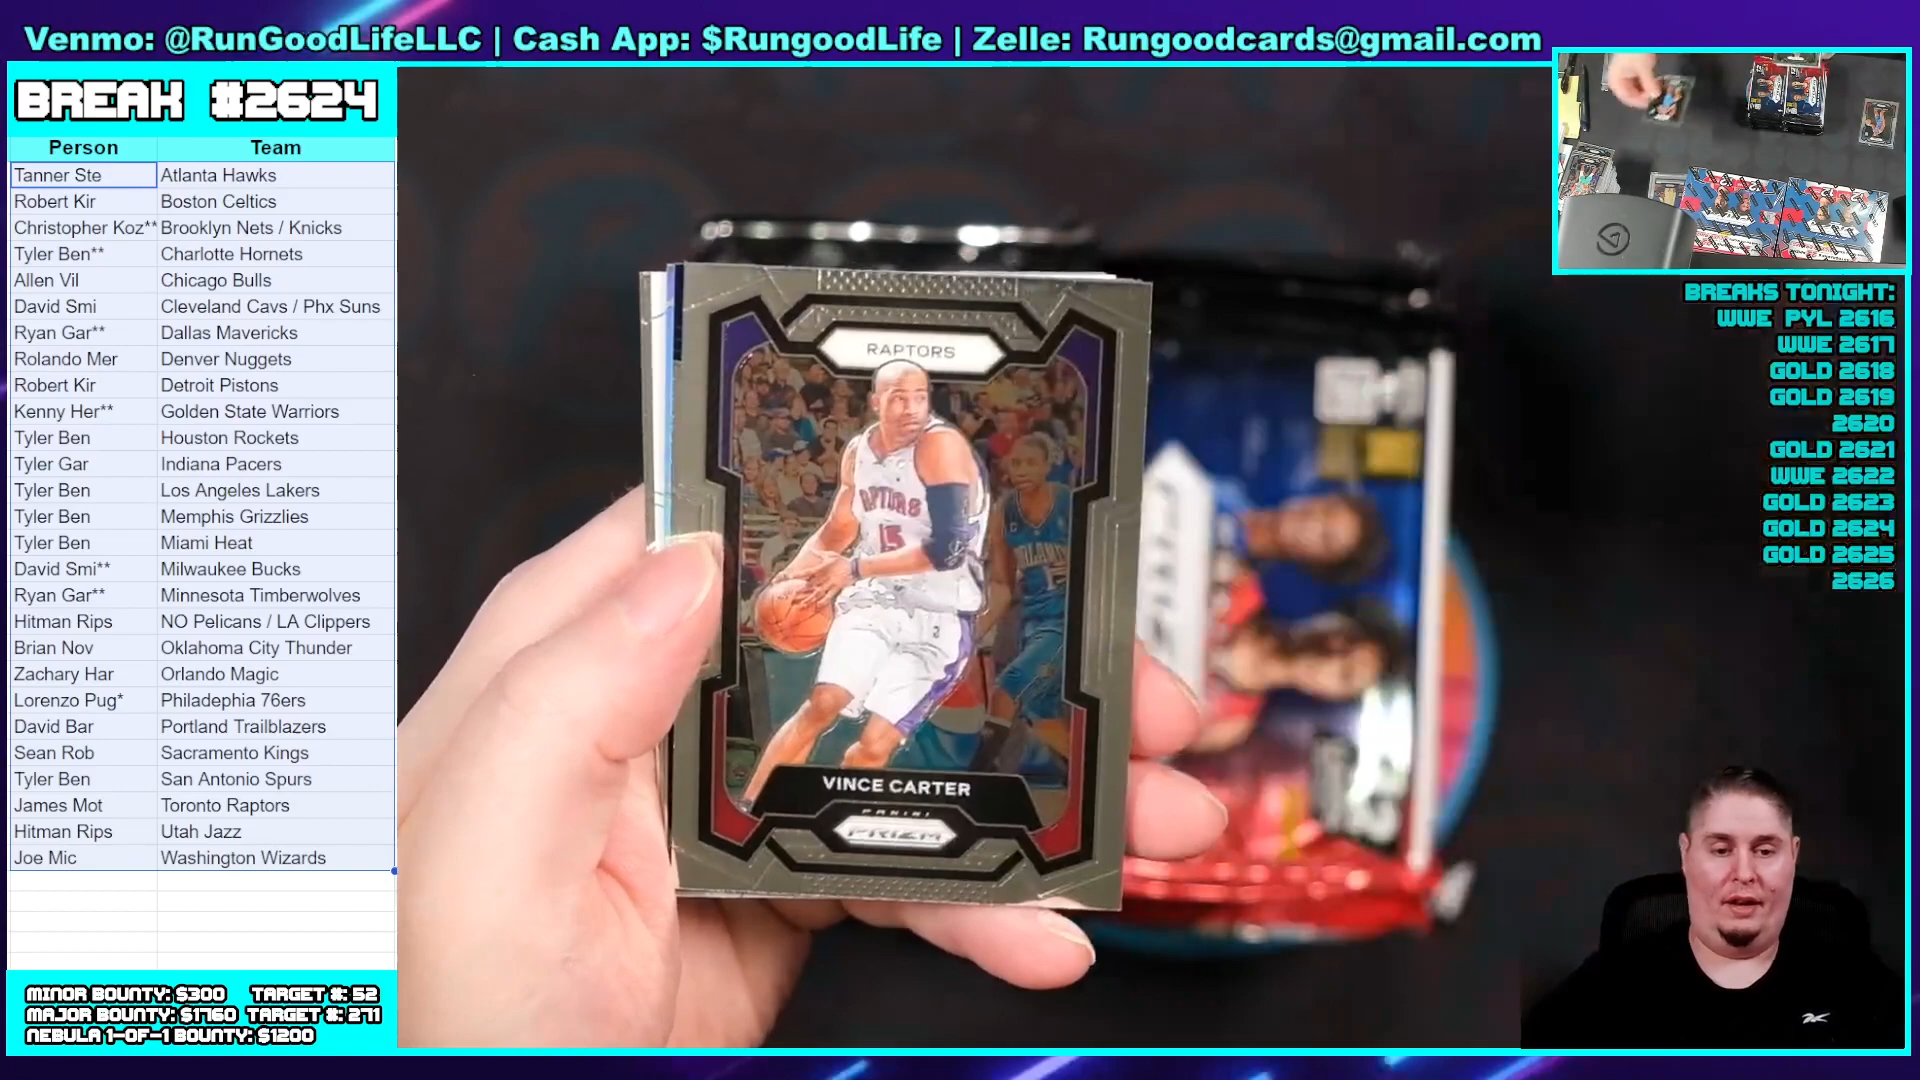 Venmo: @RunGoodLifeLLC | Cash App: $RungoodLife | Zelle: Rungoodcards@gmail.com
BREAK #2624
Person Team
Tanner Ste Atlanta Hawks
Robert Kir Boston Celtics
Christopher Koz** Brooklyn Nets / Knicks
Tyler Ben** Charlotte Hornets
Allen Vil Chicago Bulls
David Smi Cleveland Cavs / Phx Suns
Ryan Gar** Dallas Mavericks
Rolando Mer Denver Nuggets
Robert Kir Detroit Pistons
Kenny Her** Golden State Warriors
Tyler Ben Houston Rockets
Tyler Gar Indiana Pacers
Tyler Ben Los Angeles Lakers
Tyler Ben Memphis Grizzlies
Tyler Ben Miami Heat
David Smi** Milwaukee Bucks
Ryan Gar** Minnesota Timberwolves
Hitman Rips NO Pelicans / LA Clippers
Brian Nov Oklahoma City Thunder
Zachary Har Orlando Magic
Lorenzo Pug* Philadephia 76ers
David Bar Portland Trailblazers
Sean Rob Sacramento Kings
Tyler Ben San Antonio Spurs
James Mot Toronto Raptors
Hitman Rips Utah Jazz
Joe Mic Washington Wizards
MINOR BOUNTY: $300 TARGET #: 52
MAJOR BOUNTY: $1760 TARGET #: 271
NEBULA 1-OF-1 BOUNTY: $1200
RAPTORS
RAPTORS
15
2
VINCE CARTER
PANINI
PRIZM
BREAKS TONIGHT:
WWE PYL 2616
WWE 2617
GOLD 2618
GOLD 2619
2620
GOLD 2621
WWE 2622
GOLD 2623
GOLD 2624
GOLD 2625
2626